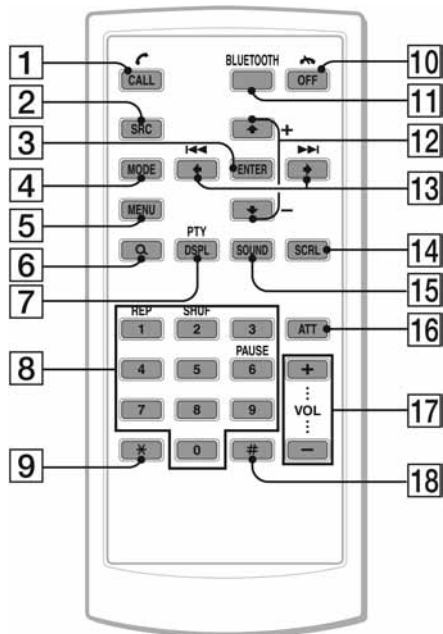 1 CALL BLUETOOTH OFF 10
11
2 SRC + 12
3
4 MODE ENTER 13
5 MENU −
PTY
6 DSPL SOUND SCRL 14
7 15
REP SHUF
1 2 3 ATT 16
8 PAUSE
4 5 6 +
VOL 17
7 8 9
9 * 0 # − 18